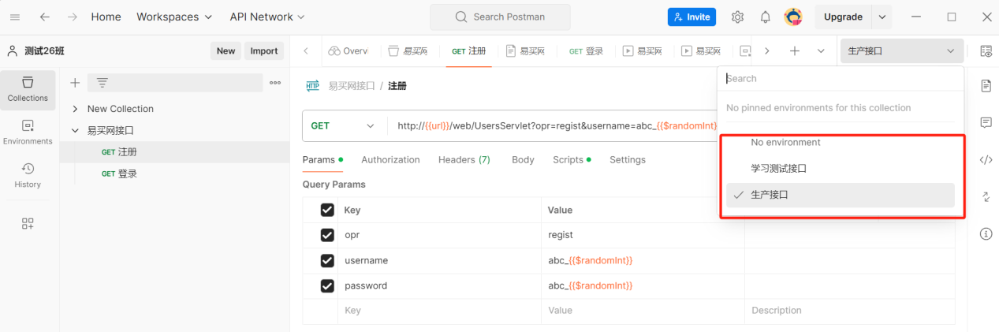 Home Workspaces API Network Search Postman Invite Upgrade
测试26班 New Import
Overvi 易买网 GET 注册 易买网 GET 登录 易买网 易买网 生产接口
Collections
Environments
History
New Collection
易买网接口
GET 注册
GET 登录
HTTP 易买网接口 / 注册
GET http://{{url}}/web/UsersServlet?opr=regist&username=abc_{{$randomInt}
Params Authorization Headers (7) Body Scripts Settings
Query Params
Key Value
opr regist
username abc_{{$randomInt}}
password abc_{{$randomInt}}
Key Value Description
Search
No pinned environments for this collection
No environment
学习测试接口
生产接口